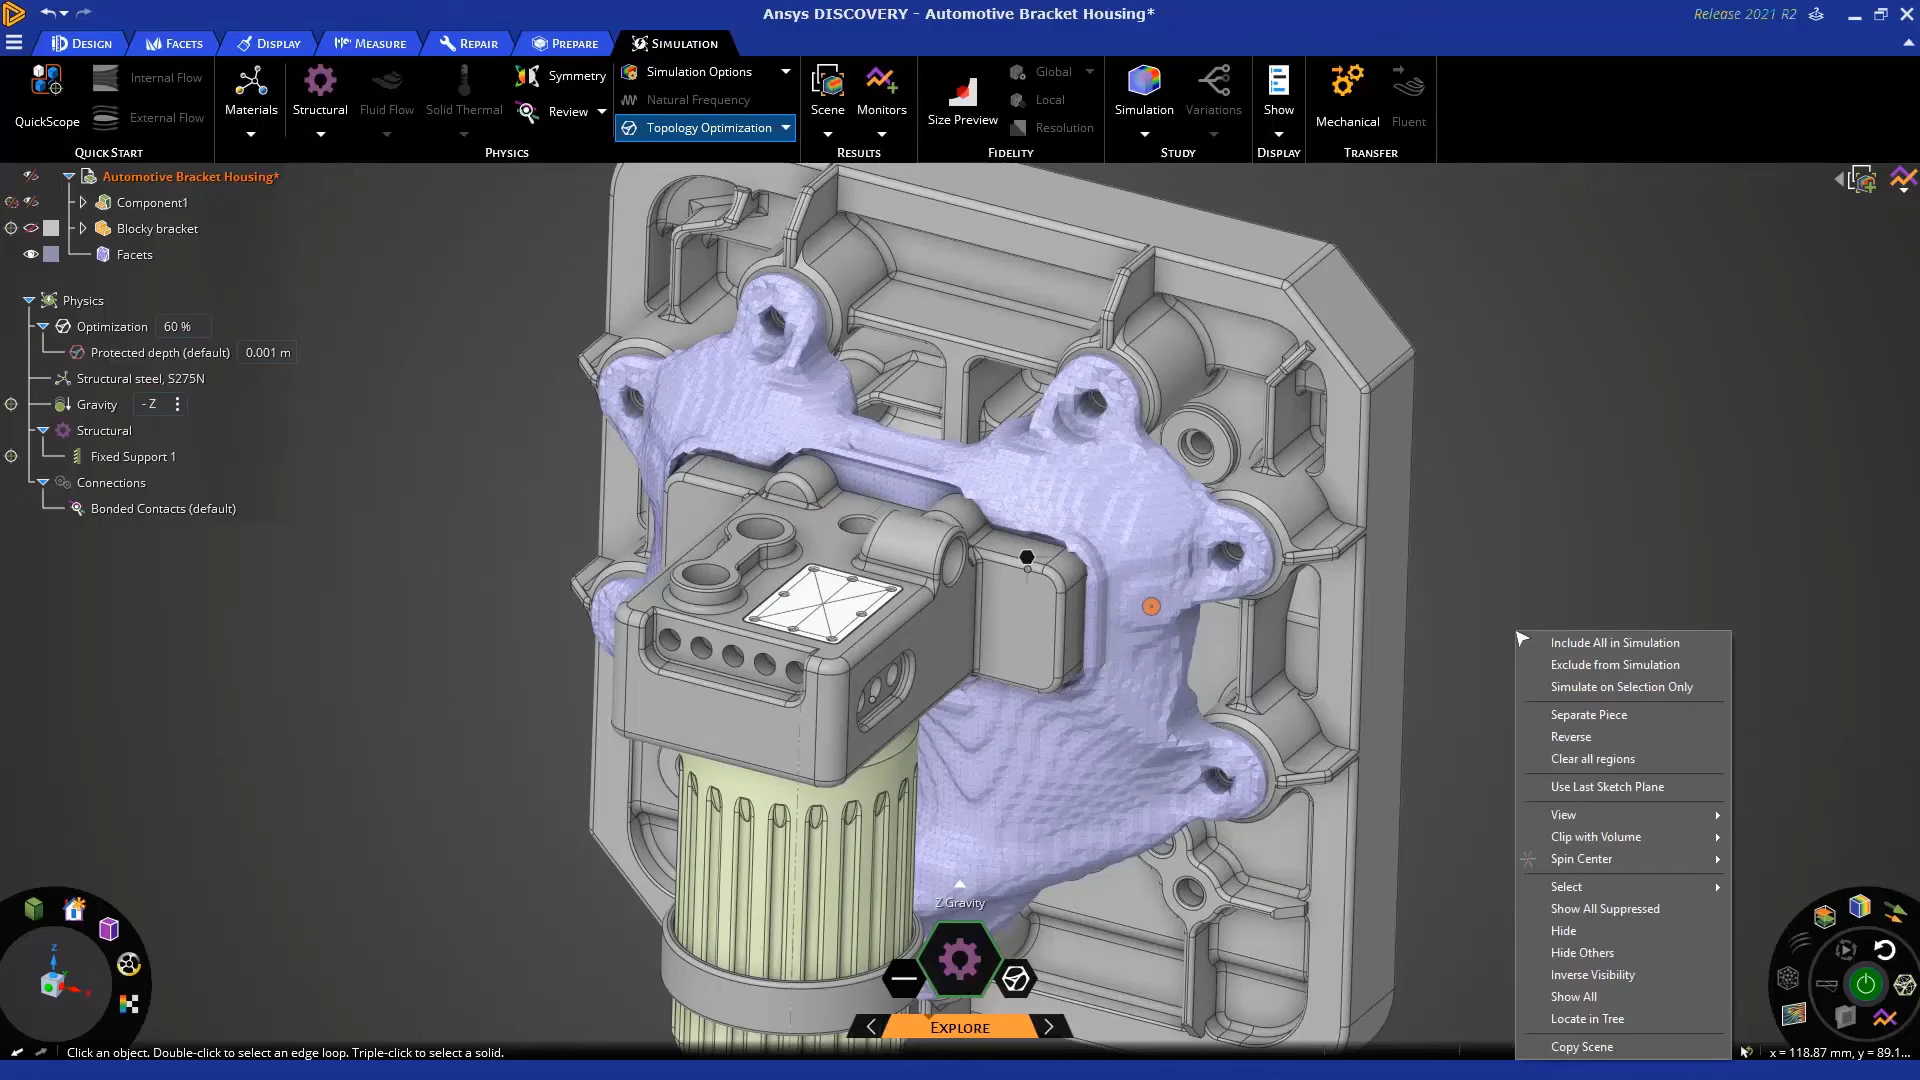 Ansys DISCOVERY - Automotive Bracket Housing*
Release 2021 R2
DESIGN
FACETS
DISPLAY
MEASURE
REPAIR
PREPARE
SIMULATION
QuickScope
Internal Flow
External Flow
QUICK START
Materials
Structural
Fluid Flow
Solid Thermal
Symmetry
Review
Simulation Options
Natural Frequency
Topology Optimization
PHYSICS
Scene
Monitors
RESULTS
Size Preview
Global
Local
Resolution
FIDELITY
Simulation
Variations
STUDY
Show
DISPLAY
Mechanical
Fluent
TRANSFER
Automotive Bracket Housing*
Component1
Blocky bracket
Facets
Physics
Optimization 60 %
Protected depth (default) 0.001 m
Structural steel, S275N
Gravity - Z
Structural
Fixed Support 1
Connections
Bonded Contacts (default)
Include All in Simulation
Exclude from Simulation
Simulate on Selection Only
Separate Piece
Reverse
Clear all regions
Use Last Sketch Plane
View
Clip with Volume
Spin Center
Select
Show All Suppressed
Hide
Hide Others
Inverse Visibility
Show All
Locate in Tree
Copy Scene
Z Gravity
EXPLORE
Z
Click an object. Double-click to select an edge loop. Triple-click to select a solid.
x = 118.87 mm, y = 89.1...